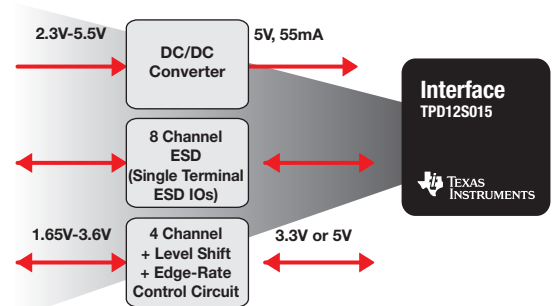 2.3V-5.5V
DC/DC
Converter
5V, 55mA
Interface
TPD12S015
TEXAS
INSTRUMENTS
8 Channel
ESD
(Single Terminal
ESD IOs)
1.65V-3.6V
4 Channel
+ Level Shift
+ Edge-Rate
Control Circuit
3.3V or 5V